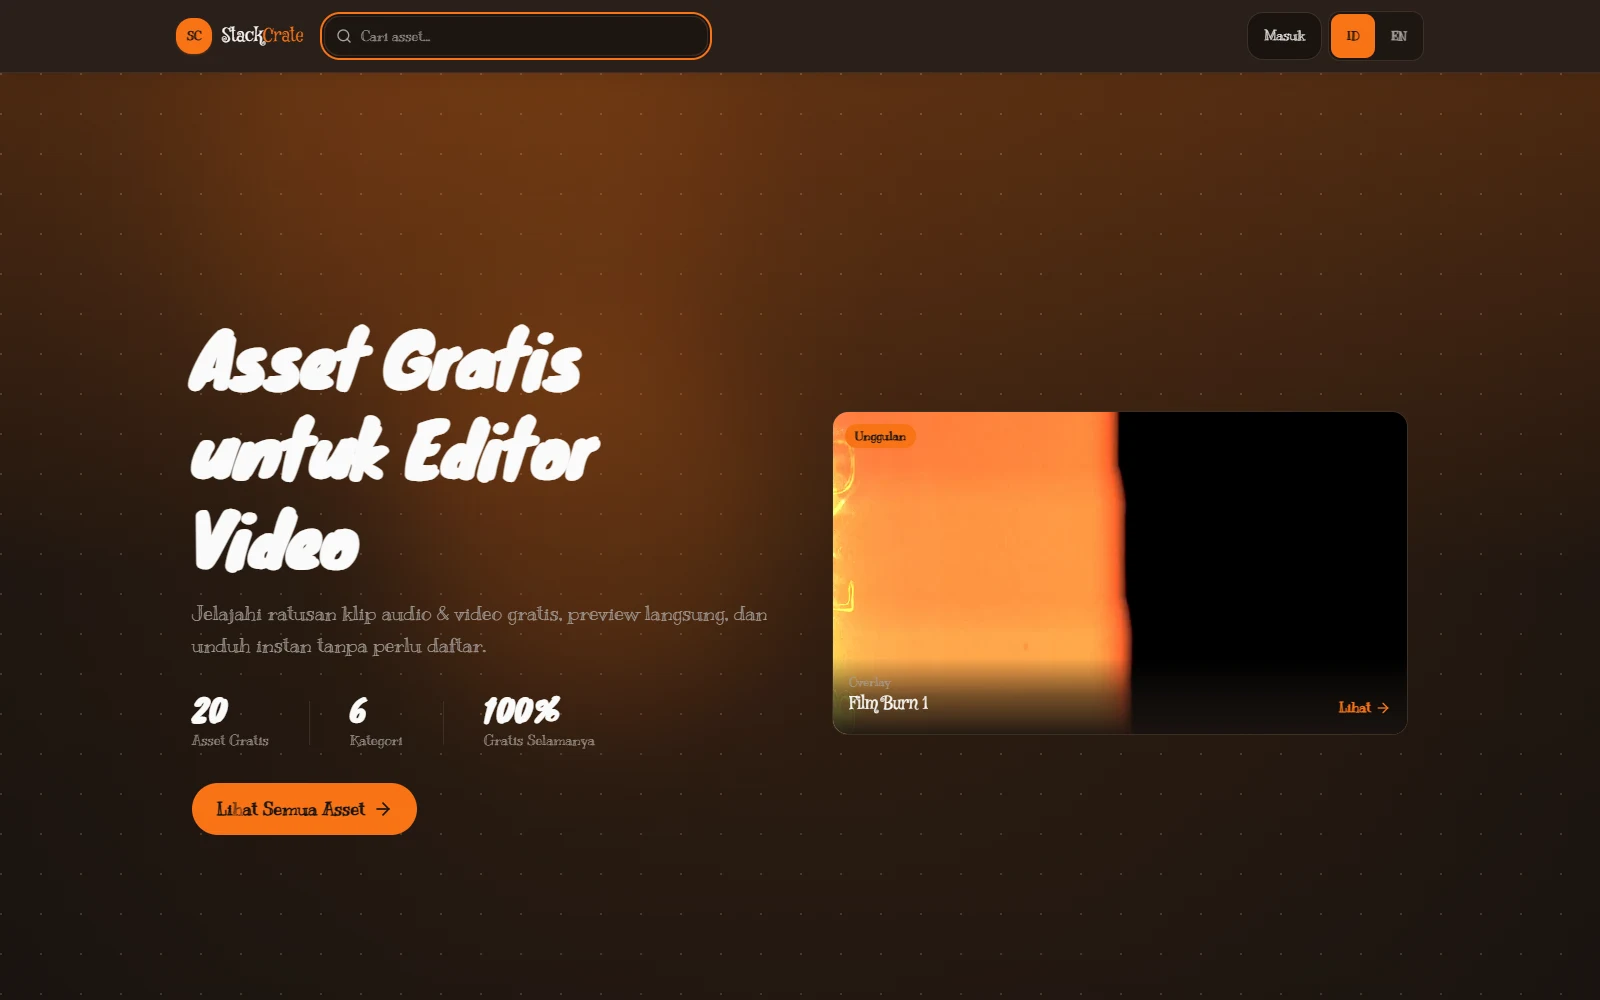 SC StackCrate
Cari asset...
Masuk
ID
EN
Asset Gratis
untuk Editor
Video
Jelajahi ratusan klip audio & video gratis, preview langsung, dan
unduh instan tanpa perlu daftar.
20
Asset Gratis
6
Kategori
100%
Gratis Selamanya
Lihat Semua Asset →
Unggulan
Overlay
Film Burn 1
Lihat →